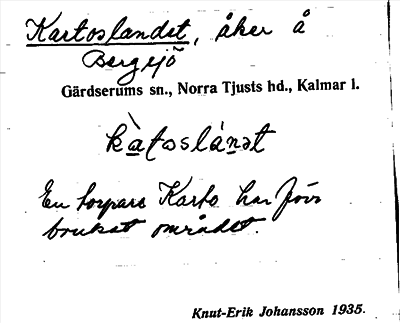 Kartoslandet, åker å
Bergsjö
Gärdserums sn., Norra Tjusts hd., Kalmar l.
kàtoslánət
En torpare Karto har förr
brukat området.
Knut-Erik Johansson 1935.